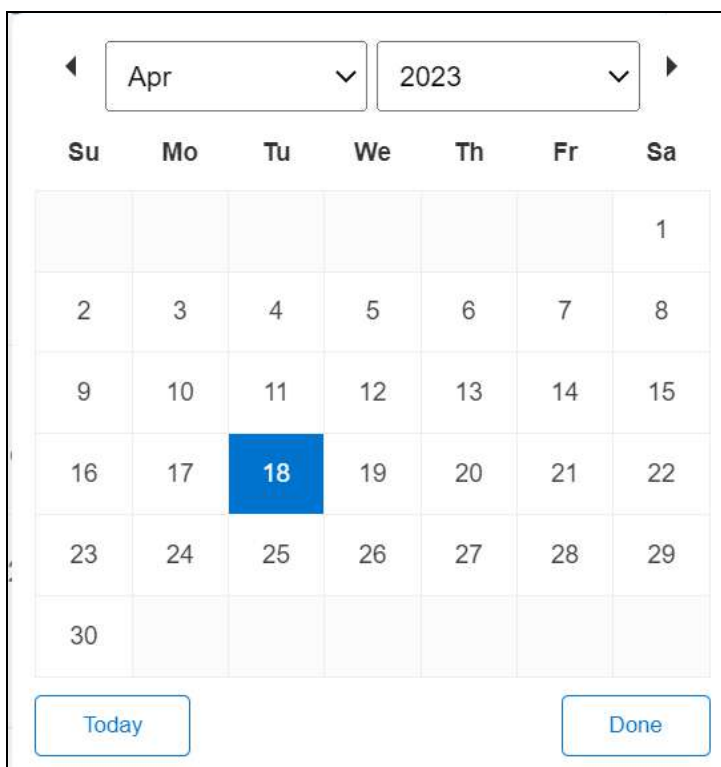 Apr 2023
Su Mo Tu We Th Fr Sa
1
2 3 4 5 6 7 8
9 10 11 12 13 14 15
16 17 18 19 20 21 22
23 24 25 26 27 28 29
30
Today Done